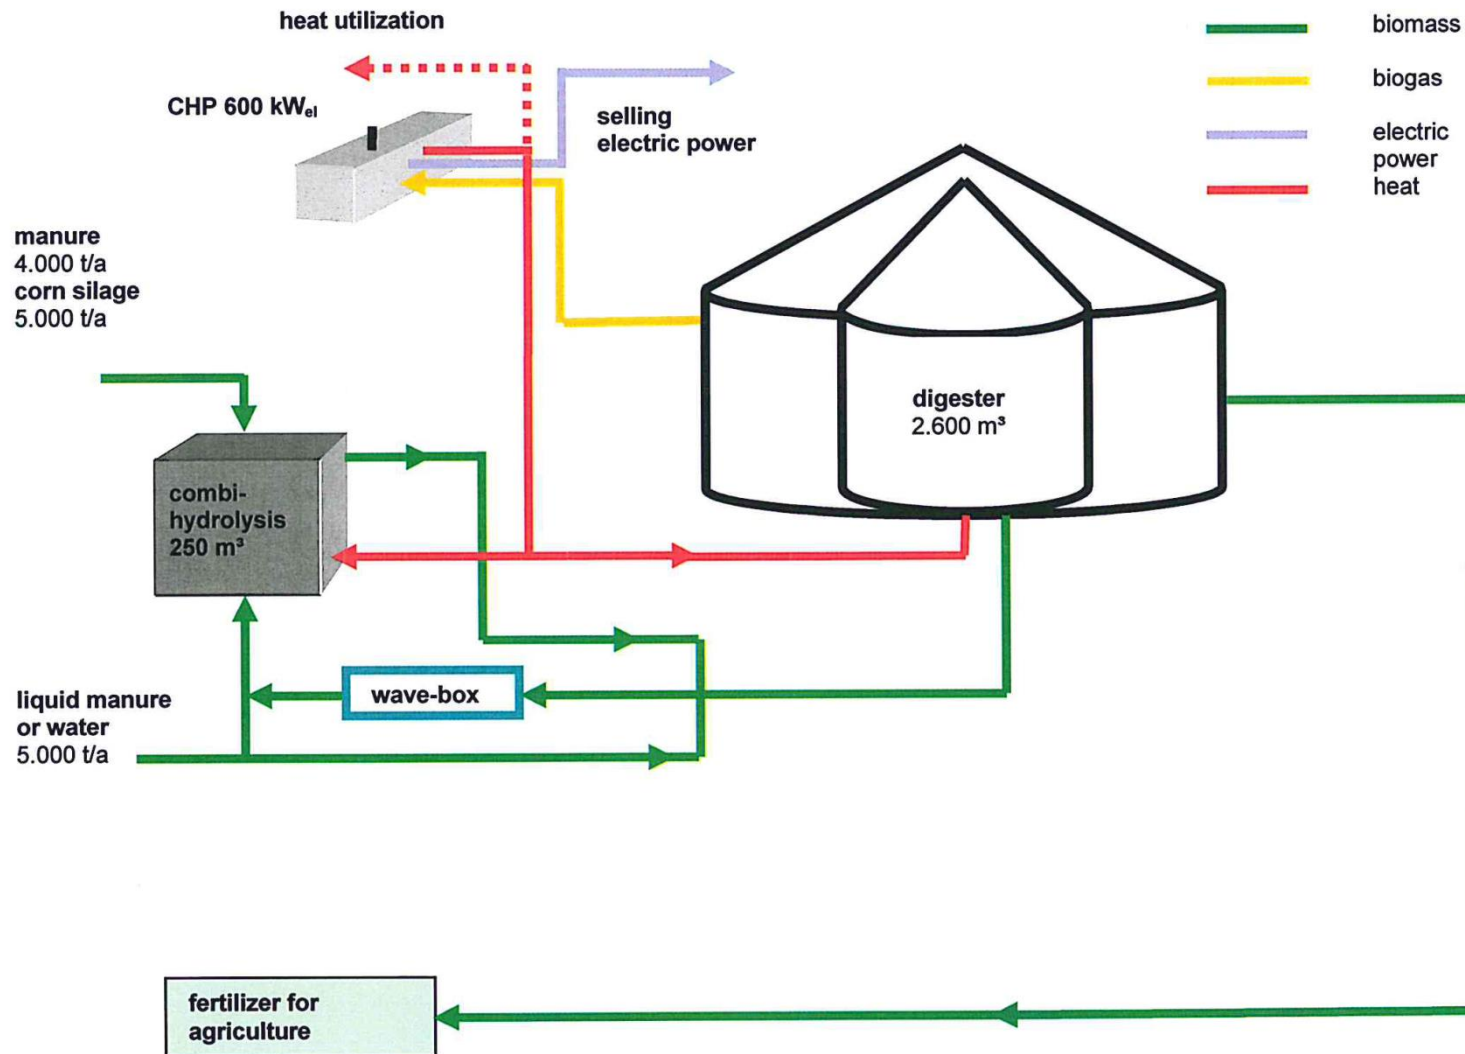 heat utilization
CHP 600 kWel
selling
electric power
biomass
biogas
electric
power
heat
manure
4.000 t/a
corn silage
5.000 t/a
digester
2.600 m³
combi-
hydrolysis
250 m³
wave-box
liquid manure
or water
5.000 t/a
fertilizer for
agriculture